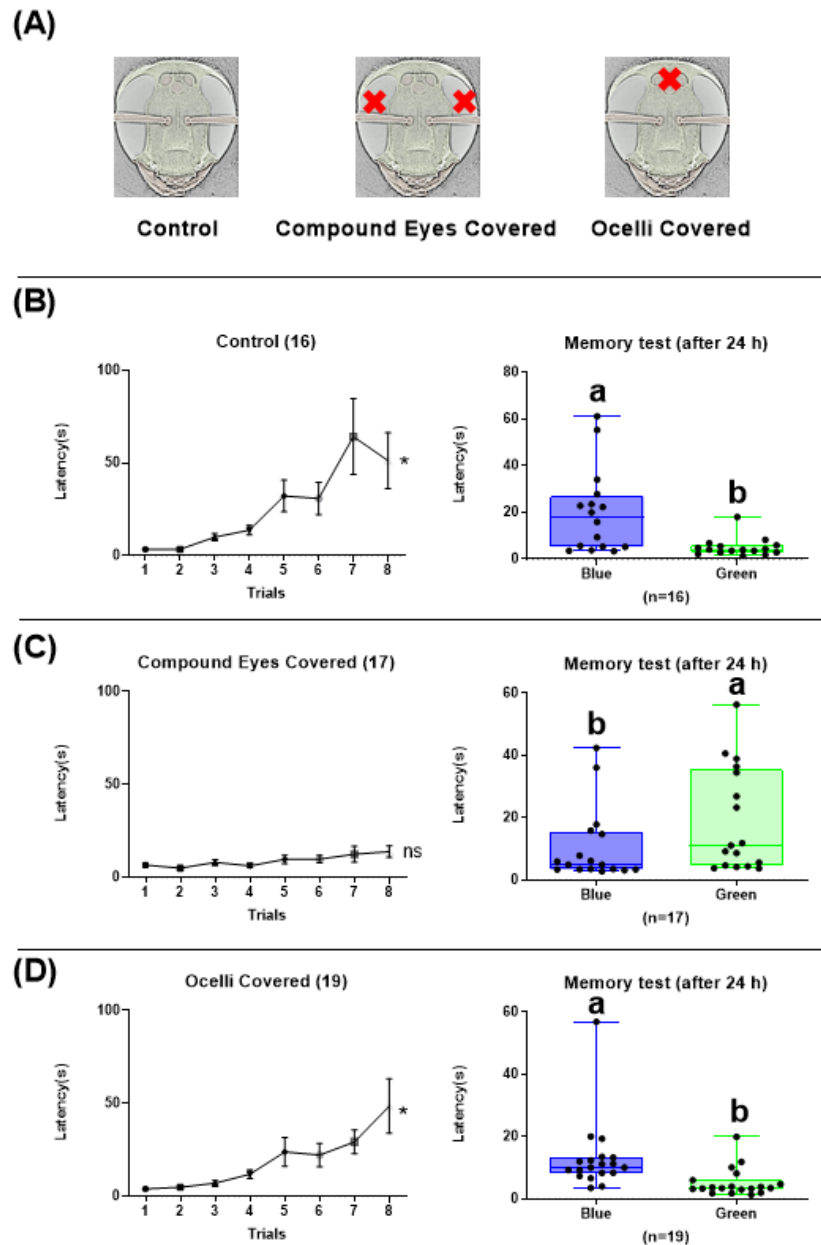 (A)
Control
Compound Eyes Covered
Ocelli Covered
(B)
Control (16)
Latency(s)
100
50
0
*
1 2 3 4 5 6 7 8
Trials
Memory test (after 24 h)
Latency(s)
80
60
40
20
0
a
b
Blue
Green
(n=16)
(C)
Compound Eyes Covered (17)
Latency(s)
100
50
0
ns
1 2 3 4 5 6 7 8
Trials
Memory test (after 24 h)
Latency(s)
60
40
20
0
b
a
Blue
Green
(n=17)
(D)
Ocelli Covered (19)
Latency(s)
100
50
0
*
1 2 3 4 5 6 7 8
Trials
Memory test (after 24 h)
Latency(s)
60
40
20
0
a
b
Blue
Green
(n=19)